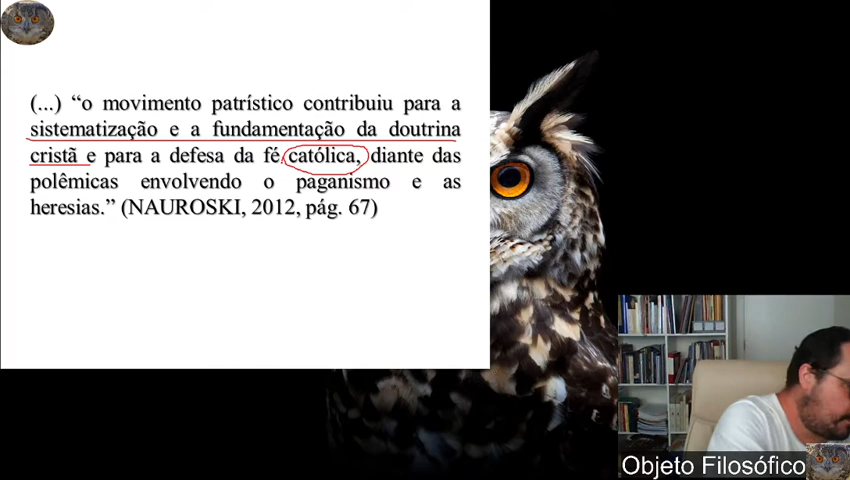 (...) “o movimento patrístico contribuiu para a
sistematização e a fundamentação da doutrina
cristã e para a defesa da fé católica, diante das
polêmicas envolvendo o paganismo e as
heresias.” (NAUROSKI, 2012, pág. 67)
Objeto Filosófico